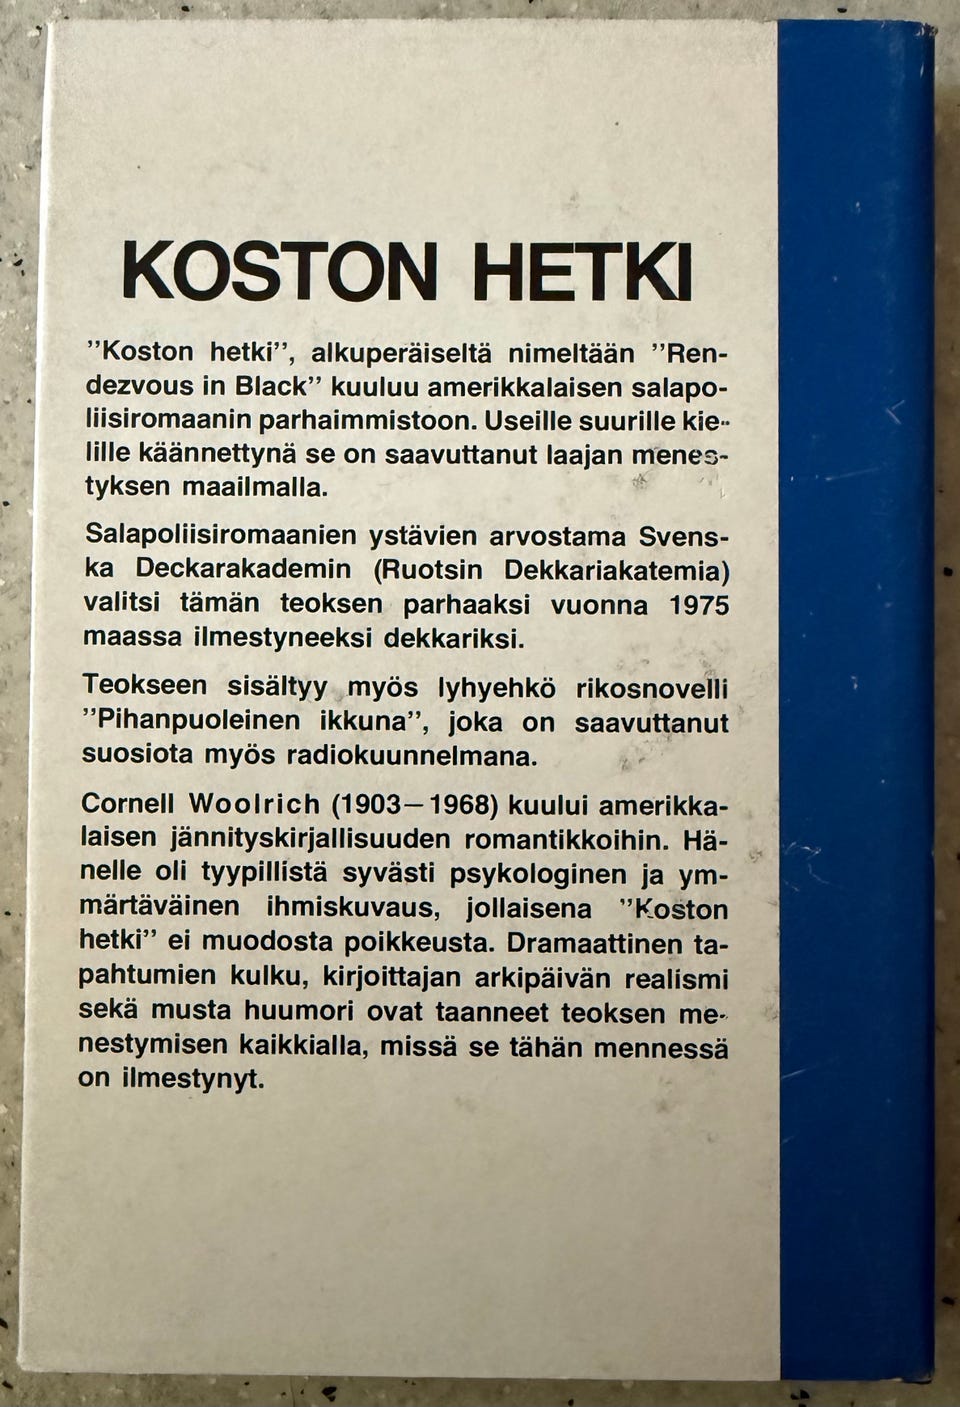 KOSTON HETKI
”Koston hetki”, alkuperäiseltä nimeltään ”Ren-
dezvous in Black” kuuluu amerikkalaisen salapo-
liisiromaanin parhaimmistoon. Useille suurille kie-
lille käännettynä se on saavuttanut laajan menes-
tyksen maailmalla.
Salapoliisiromaanien ystävien arvostama Svens-
ka Deckarakademin (Ruotsin Dekkariakatemia)
valitsi tämän teoksen parhaaksi vuonna 1975
maassa ilmestyneeksi dekkariksi.
Teokseen sisältyy myös lyhyehkö rikosnovelli
”Pihanpuoleinen ikkuna”, joka on saavuttanut
suosiota myös radiokuunnelmana.
Cornell Woolrich (1903—1968) kuului amerikka-
laisen jännityskirjallisuuden romantikkoihin. Hä-
nelle oli tyypillistä syvästi psykologinen ja ym-
märtäväinen ihmiskuvaus, jollaisena ”Koston
hetki” ei muodosta poikkeusta. Dramaattinen ta-
pahtumien kulku, kirjoittajan arkipäivän realismi
sekä musta huumori ovat taanneet teoksen me-
nestymisen kaikkialla, missä se tähän mennessä
on ilmestynyt.